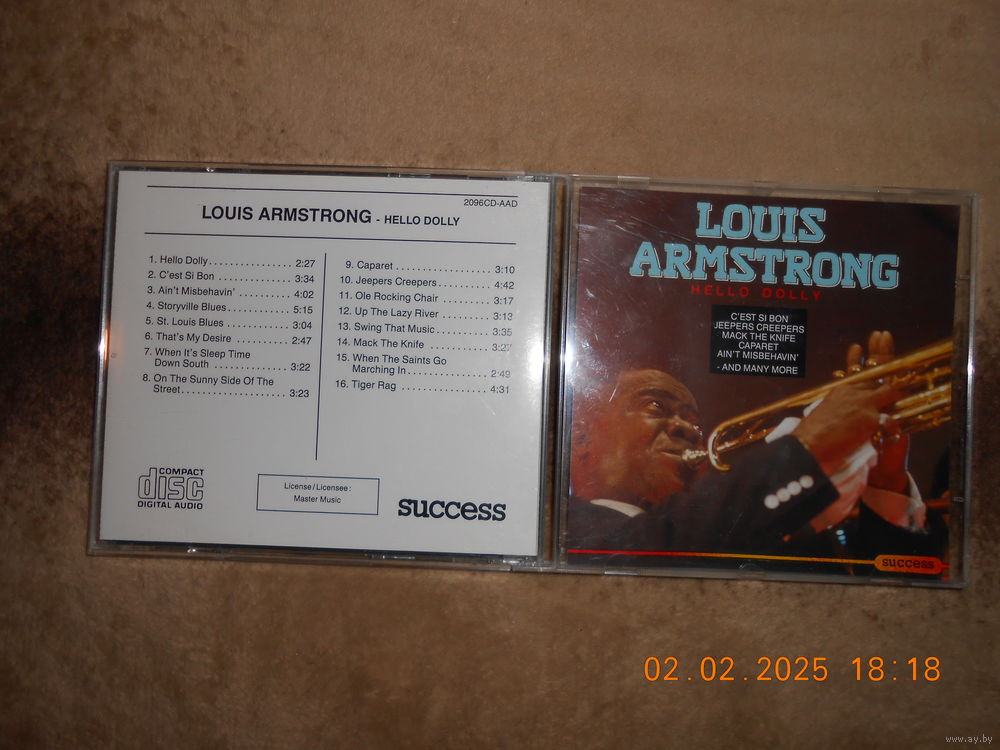 2096CD-AAD
LOUIS ARMSTRONG - HELLO DOLLY
1. Hello Dolly.................... 2:27
2. C'est Si Bon .................. 3:34
3. Ain't Misbehavin' .............. 4:02
4. Storyville Blues................ 5:15
5. St. Louis Blues ................ 3:04
6. That's My Desire .............. 2:47
7. When It's Sleep Time
Down South .................. 3:22
8. On The Sunny Side Of The
Street........................ 3:23
9. Caparet ...................... 3:10
10. Jeepers Creepers.............. 4:42
11. Ole Rocking Chair ............ 3:17
12. Up The Lazy River ............ 3:13
13. Swing That Music.............. 3:35
14. Mack The Knife ................ 3:27
15. When The Saints Go
Marching In.................... 2:49
16. Tiger Rag ...................... 4:31
COMPACT
disc
DIGITAL AUDIO
License/Licensee:
Master Music
success
LOUIS
ARMSTRONG
HELLO DOLLY
C'EST SI BON
JEEPERS CREEPERS
MACK THE KNIFE
CAPARET
AIN'T MISBEHAVIN'
- AND MANY MORE
success
02.02.2025 18:18
www.ay.by